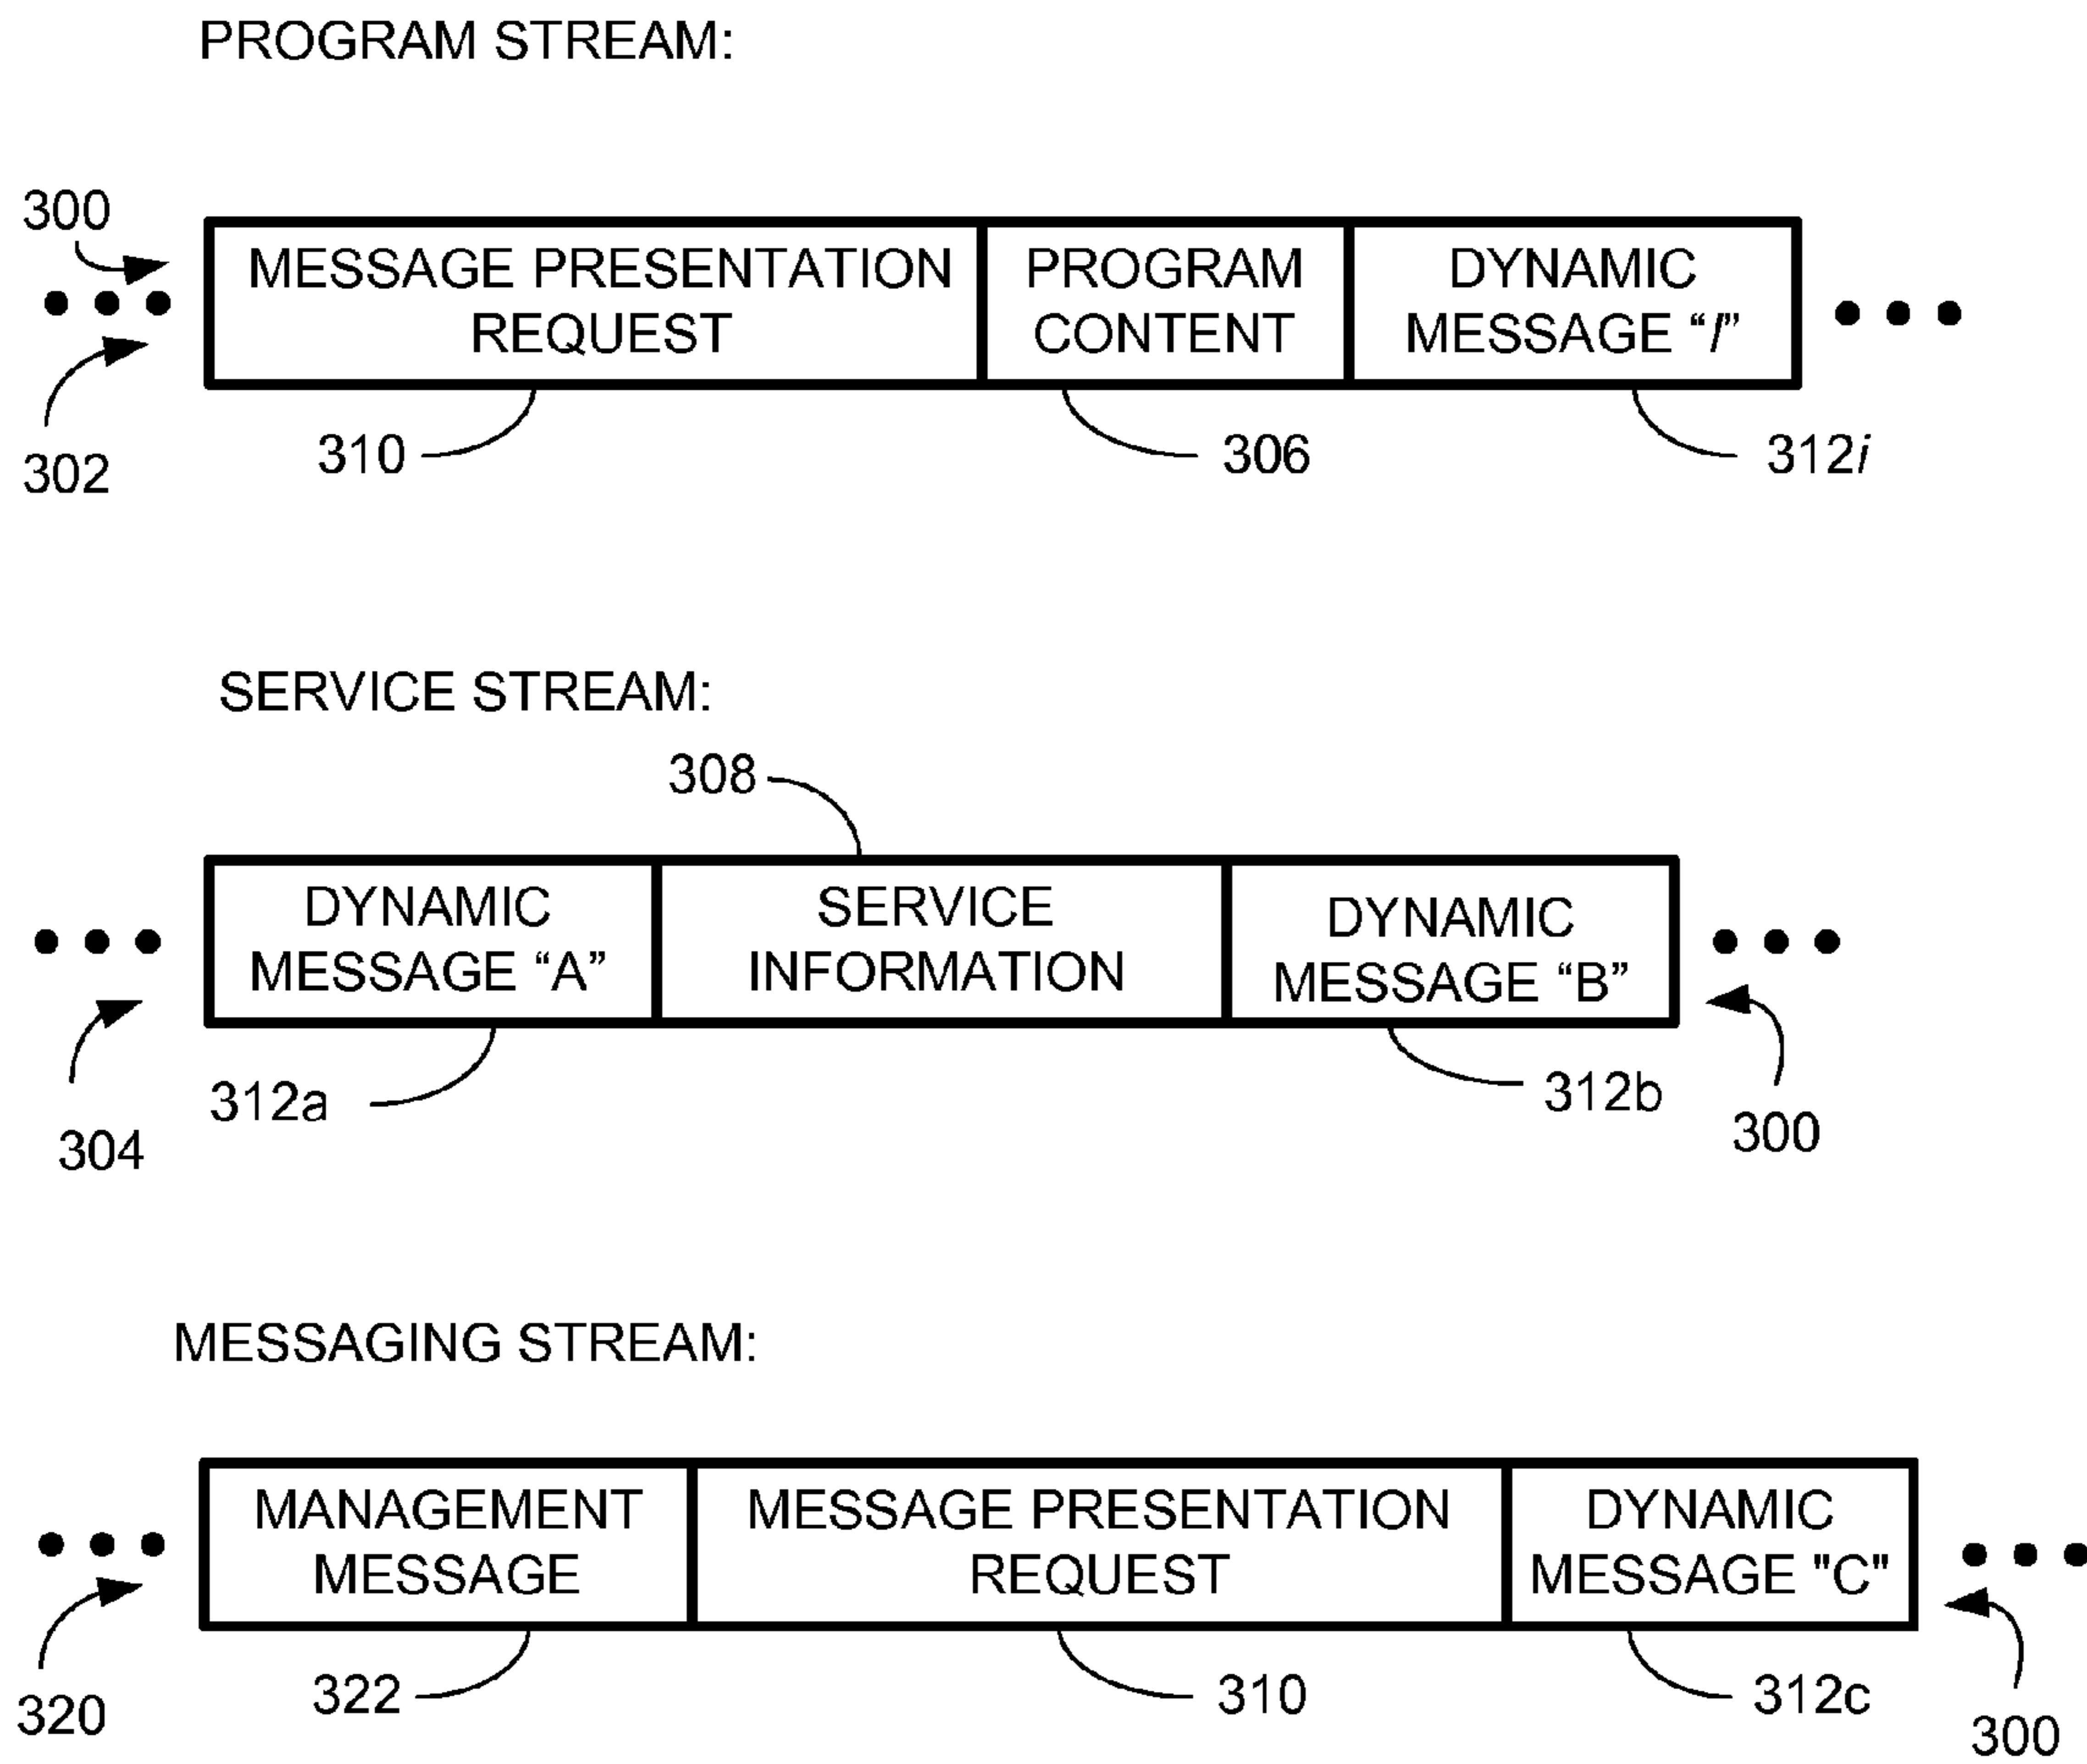 PROGRAM STREAM:
300
MESSAGE PRESENTATION
REQUEST
PROGRAM
CONTENT
DYNAMIC
MESSAGE “I”
302
310
306
312i
SERVICE STREAM:
308
DYNAMIC
MESSAGE “A”
SERVICE
INFORMATION
DYNAMIC
MESSAGE “B”
304
312a
312b
300
MESSAGING STREAM:
MANAGEMENT
MESSAGE
MESSAGE PRESENTATION
REQUEST
DYNAMIC
MESSAGE "C"
320
322
310
312c
300